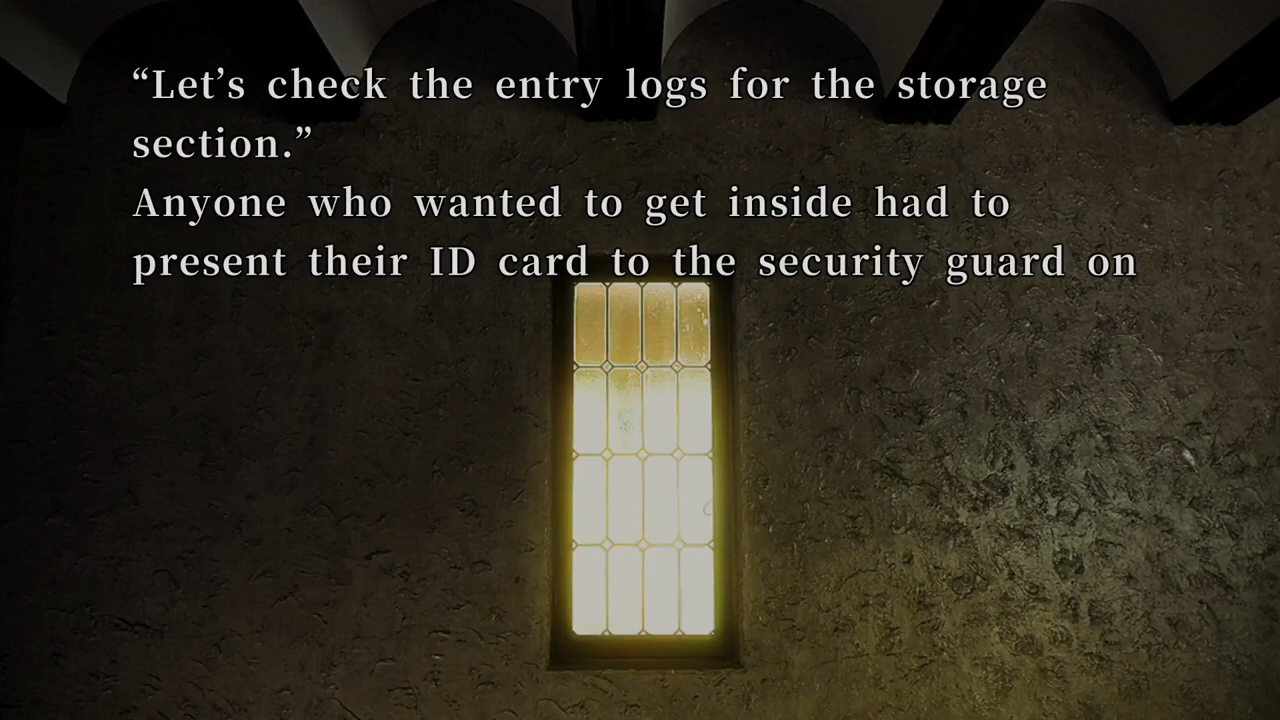 “Let’s check the entry logs for the storage
section.”
Anyone who wanted to get inside had to
present their ID card to the security guard on